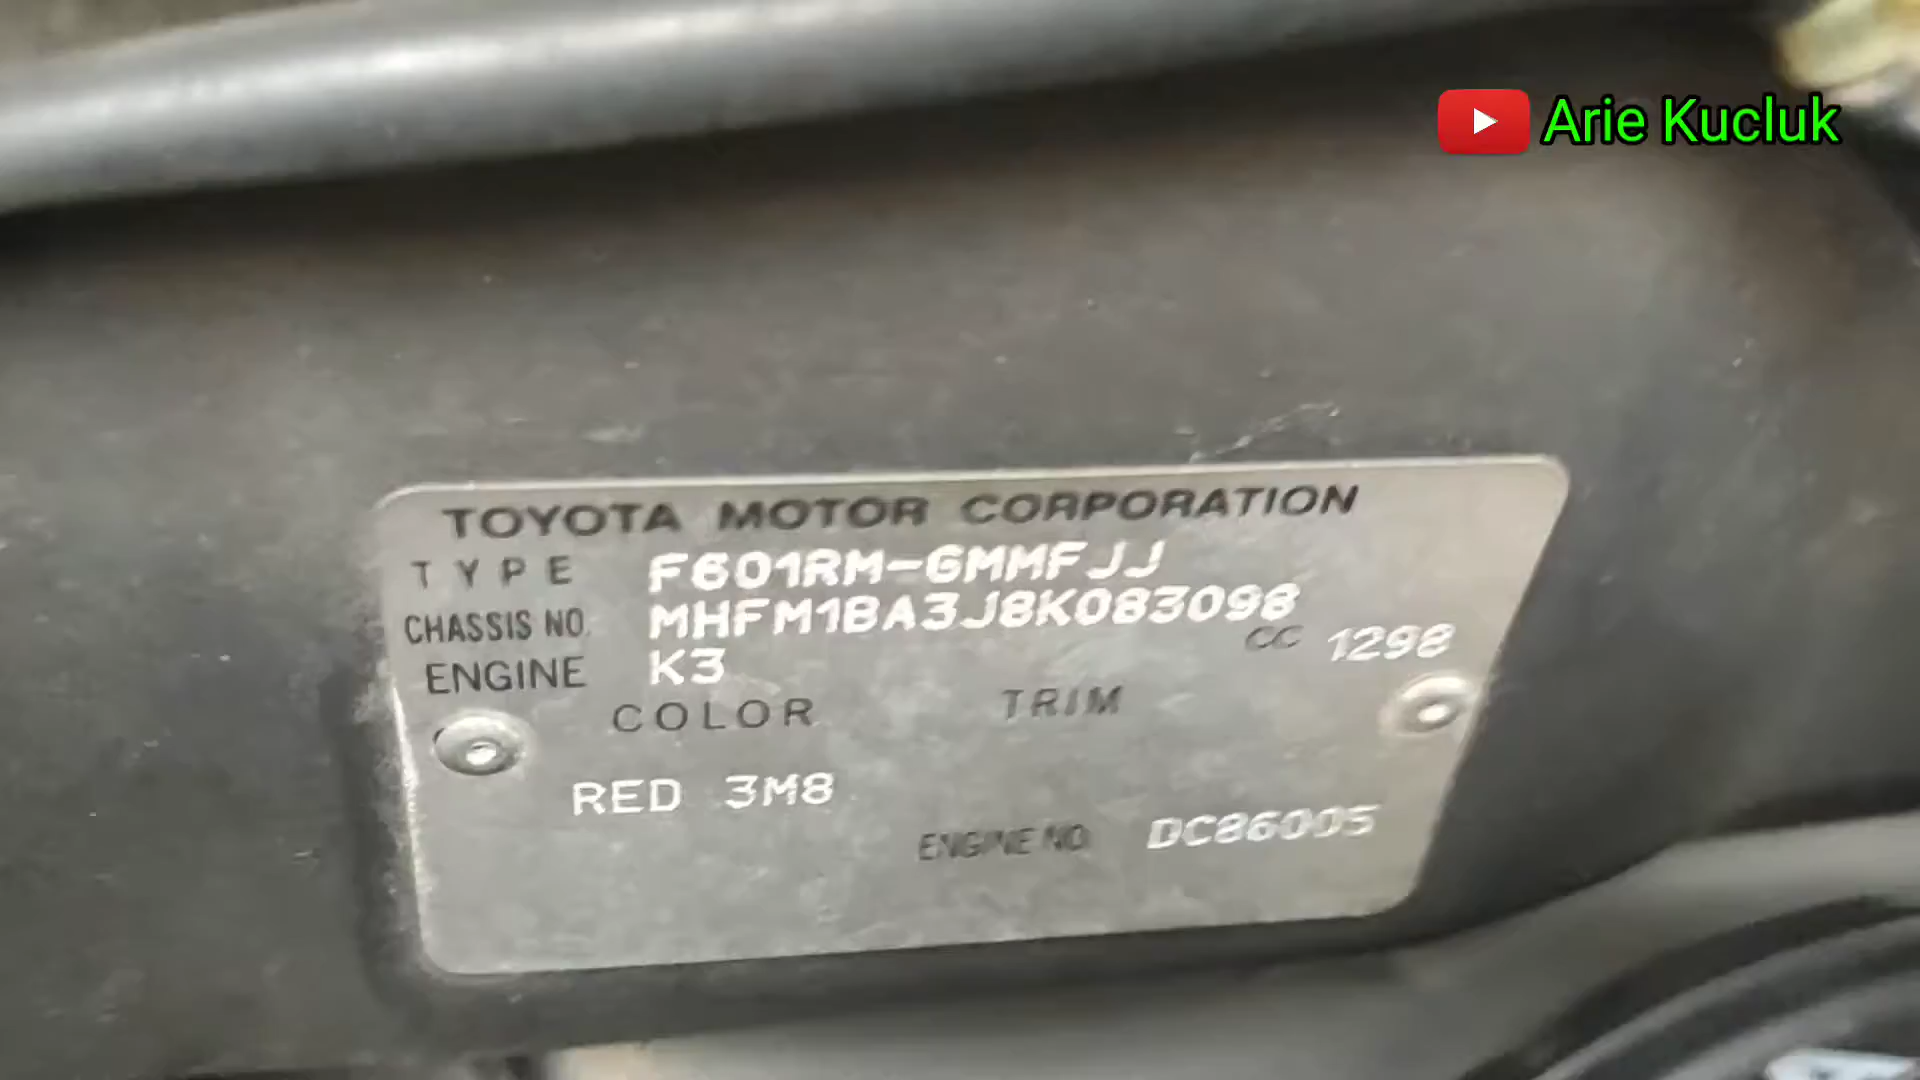 Arie Kucluk
TOYOTA MOTOR CORPORATION
TYPE F601RM-GMMFJJ
CHASSIS NO. MHFM1BA3J8K083098
ENGINE K3 CC 1298
COLOR TRIM
RED 3M8
ENGINE NO. DC86005